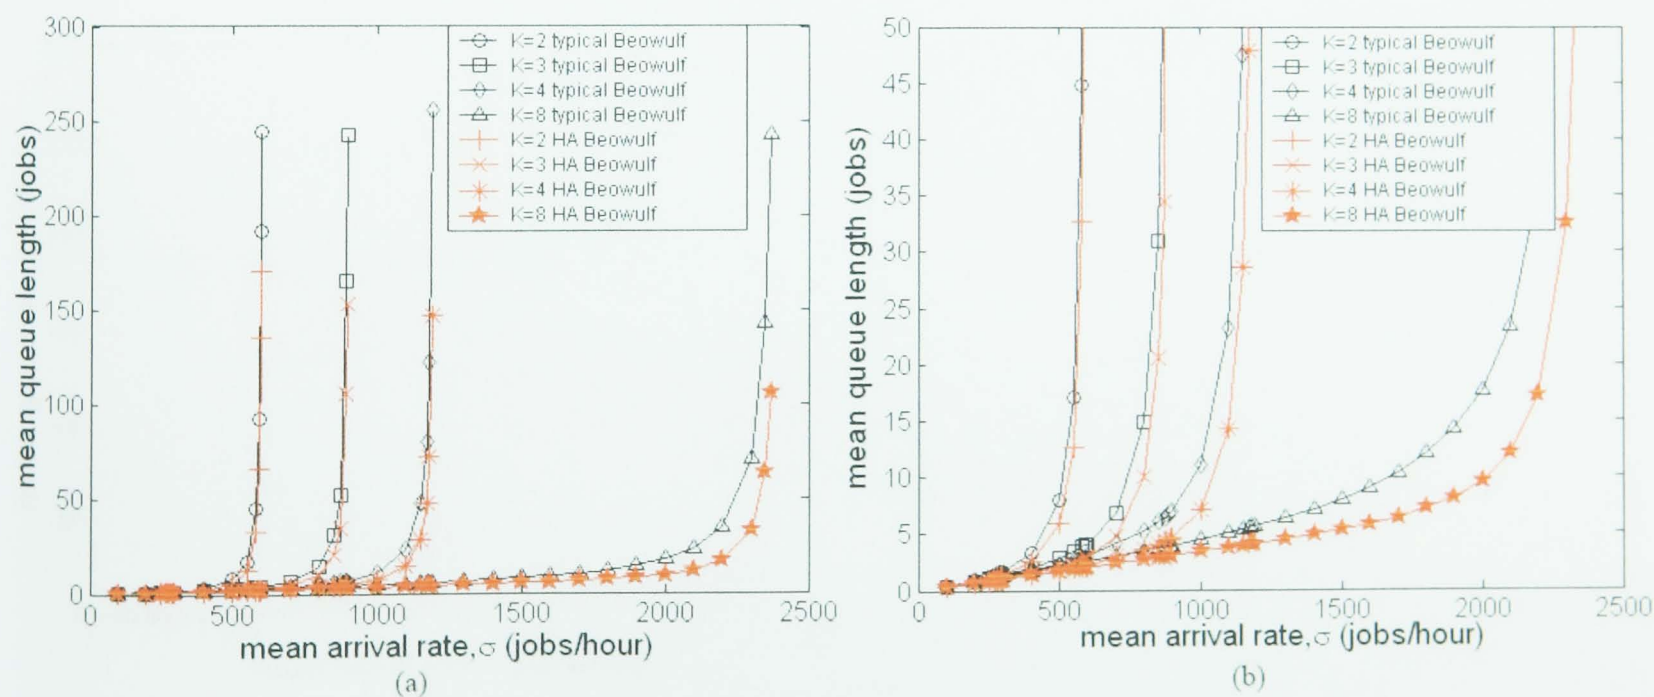 300
250
200
150
100
50
0
0
500
1000
1500
2000
2500
mean queue length (jobs)
mean arrival rate,σ (jobs/hour)
K=2 typical Beowulf
K=3 typical Beowulf
K=4 typical Beowulf
K=8 typical Beowulf
K=2 HA Beowulf
K=3 HA Beowulf
K=4 HA Beowulf
K=8 HA Beowulf
(a)
50
45
40
35
30
25
20
15
10
5
0
0
500
1000
1500
2000
2500
mean queue length (jobs)
mean arrival rate,σ (jobs/hour)
K=2 typical Beowulf
K=3 typical Beowulf
K=4 typical Beowulf
K=8 typical Beowulf
K=2 HA Beowulf
K=3 HA Beowulf
K=4 HA Beowulf
K=8 HA Beowulf
(b)